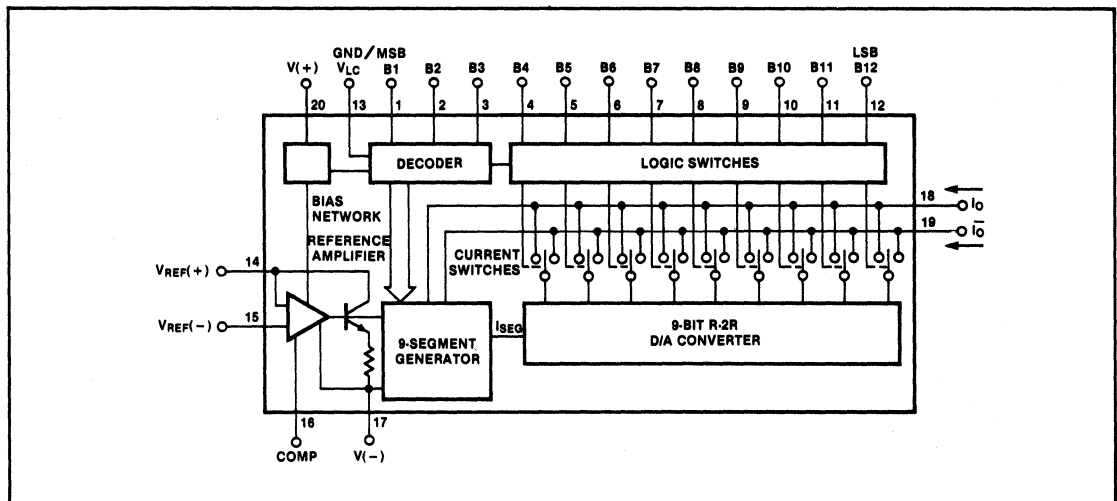 GND/MSB LSB
V(+) VLC B1 B2 B3 B4 B5 B6 B7 B8 B9 B10 B11 B12
20 13 1 2 3 4 5 6 7 8 9 10 11 12
DECODER LOGIC SWITCHES
BIAS
NETWORK
18 IO
REFERENCE
AMPLIFIER
19 I̅O̅
CURRENT
SWITCHES
VREF(+) 14
VREF(-) 15
9-SEGMENT
GENERATOR
ISEG
9-BIT R-2R
D/A CONVERTER
16 17
COMP V(-)